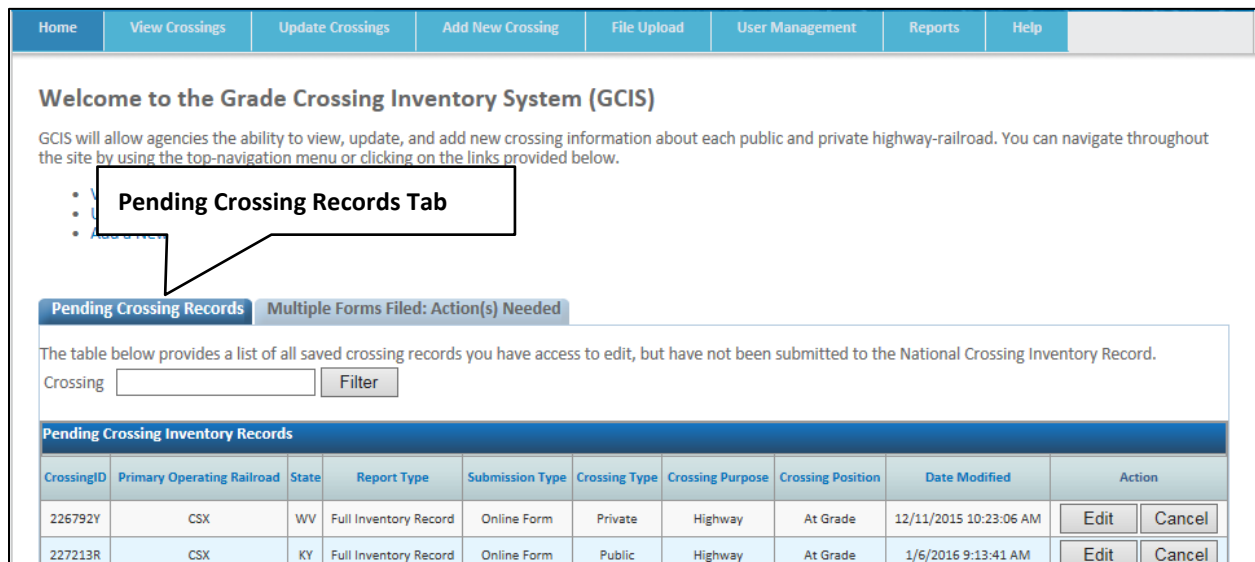 Home View Crossings Update Crossings Add New Crossing File Upload User Management Reports Help
Welcome to the Grade Crossing Inventory System (GCIS)
GCIS will allow agencies the ability to view, update, and add new crossing information about each public and private highway-railroad. You can navigate throughout
the site by using the top-navigation menu or clicking on the links provided below.
Pending Crossing Records Tab
Pending Crossing Records Multiple Forms Filed: Action(s) Needed
The table below provides a list of all saved crossing records you have access to edit, but have not been submitted to the National Crossing Inventory Record.
Crossing Filter
Pending Crossing Inventory Records
CrossingID Primary Operating Railroad State Report Type Submission Type Crossing Type Crossing Purpose Crossing Position Date Modified Action
226792Y CSX WV Full Inventory Record Online Form Private Highway At Grade 12/11/2015 10:23:06 AM Edit Cancel
227213R CSX KY Full Inventory Record Online Form Public Highway At Grade 1/6/2016 9:13:41 AM Edit Cancel